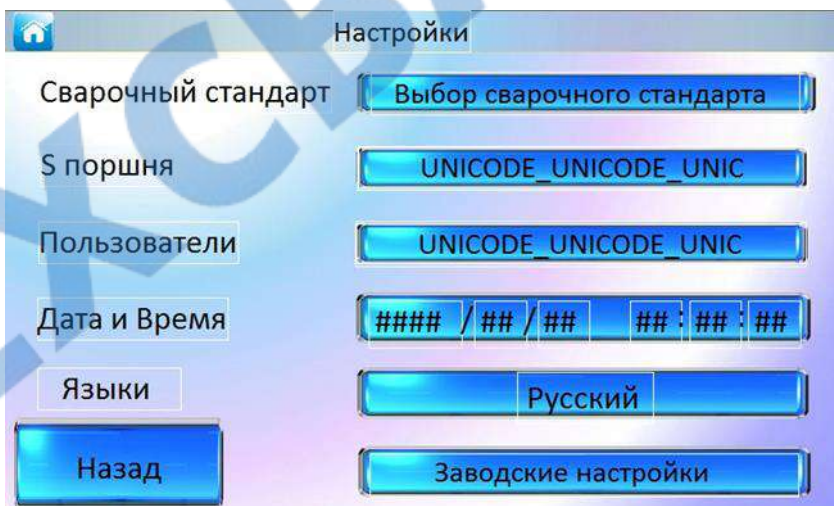 Настройки
Сварочный стандарт Выбор сварочного стандарта
S поршня UNICODE_UNICODE_UNIC
Пользователи UNICODE_UNICODE_UNIC
Дата и Время #### / ## / ## ## : ## : ##
Языки Русский
Назад Заводские настройки